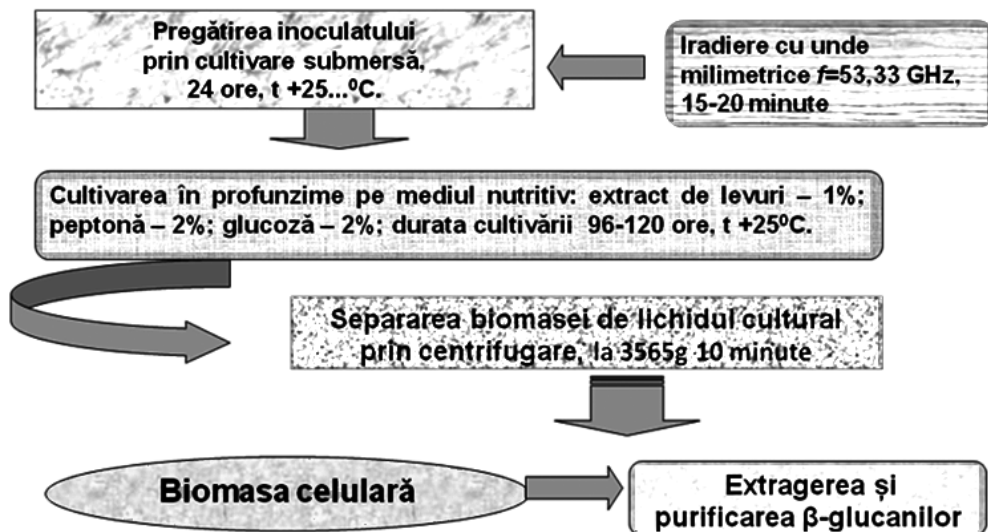 Pregătirea inoculatului
prin cultivare submersă,
24 ore, t +25...⁰C.
Iradiere cu unde
milimetrice f=53,33 GHz,
15-20 minute
Cultivarea în profunzime pe mediul nutritiv: extract de levuri – 1%;
peptonă – 2%; glucoză – 2%; durata cultivării 96-120 ore, t +25⁰C.
Separarea biomasei de lichidul cultural
prin centrifugare, la 3565g 10 minute
Biomasa celulară
Extragerea și
purificarea β-glucanilor